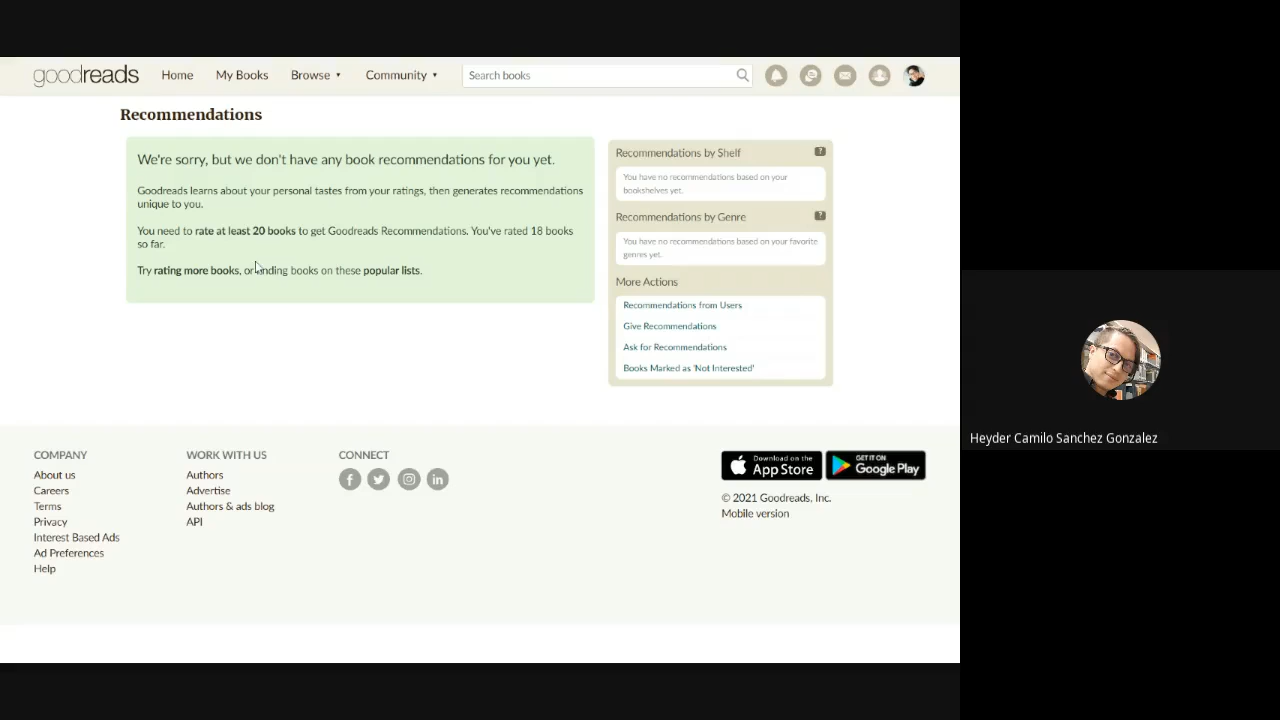 goodreads Home My Books Browse ▾ Community ▾ Search books
Recommendations
We're sorry, but we don't have any book recommendations for you yet.
Goodreads learns about your personal tastes from your ratings, then generates recommendations
unique to you.
You need to rate at least 20 books to get Goodreads Recommendations. You've rated 18 books
so far.
Try rating more books, or books on these popular lists.
Recommendations by Shelf ?
You have no recommendations based on your
bookshelves yet.
Recommendations by Genre ?
You have no recommendations based on your favorite
genres yet.
More Actions
Recommendations from Users
Give Recommendations
Ask for Recommendations
Books Marked as 'Not Interested'
Heyder Camilo Sanchez Gonzalez
COMPANY
About us
Careers
Terms
Privacy
Interest Based Ads
Ad Preferences
Help
WORK WITH US
Authors
Advertise
Authors & ads blog
API
CONNECT
Download on the
App Store
GET IT ON
Google Play
© 2021 Goodreads, Inc.
Mobile version